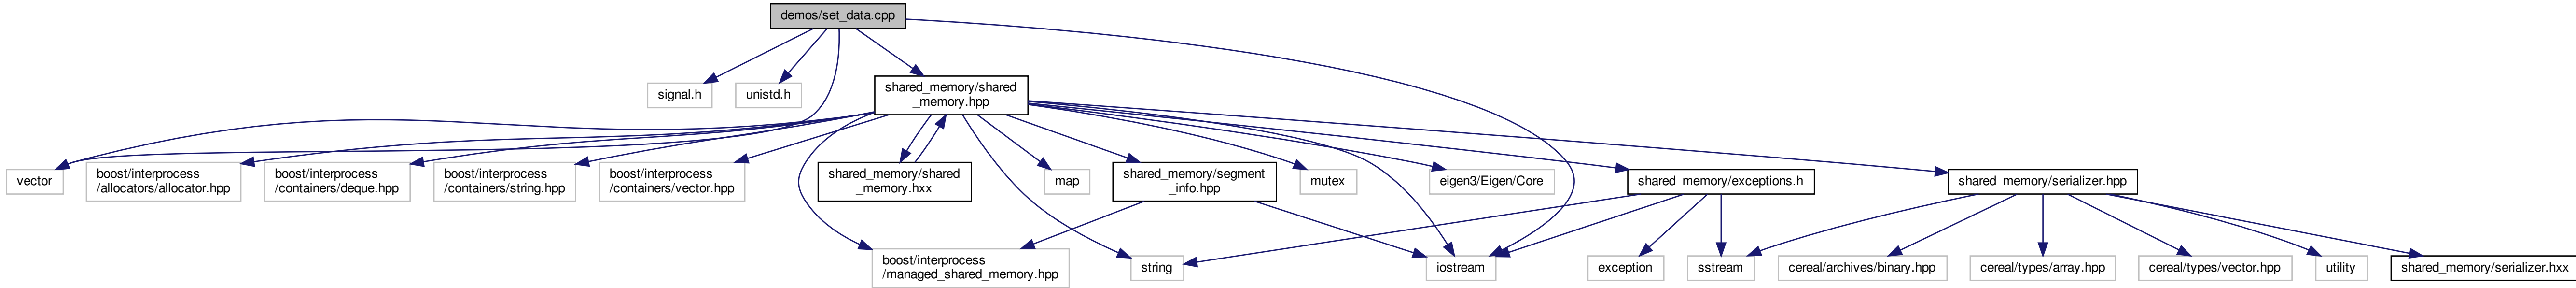 demos/set_data.cpp
signal.h
unistd.h
shared_memory/shared
_memory.hpp
vector
boost/interprocess
/allocators/allocator.hpp
boost/interprocess
/containers/deque.hpp
boost/interprocess
/containers/string.hpp
boost/interprocess
/containers/vector.hpp
shared_memory/shared
_memory.hxx
map
shared_memory/segment
_info.hpp
mutex
eigen3/Eigen/Core
shared_memory/exceptions.h
shared_memory/serializer.hpp
boost/interprocess
/managed_shared_memory.hpp
string
iostream
exception
sstream
cereal/archives/binary.hpp
cereal/types/array.hpp
cereal/types/vector.hpp
utility
shared_memory/serializer.hxx